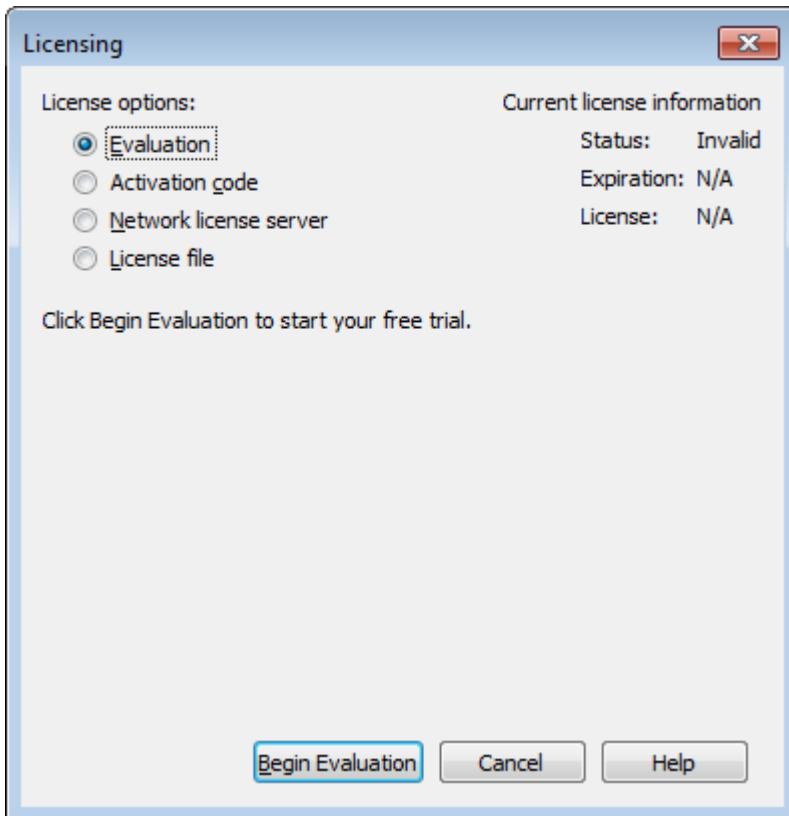 Licensing
License options:
Evaluation
Activation code
Network license server
License file
Current license information
Status: Invalid
Expiration: N/A
License: N/A
Click Begin Evaluation to start your free trial.
Begin Evaluation Cancel Help